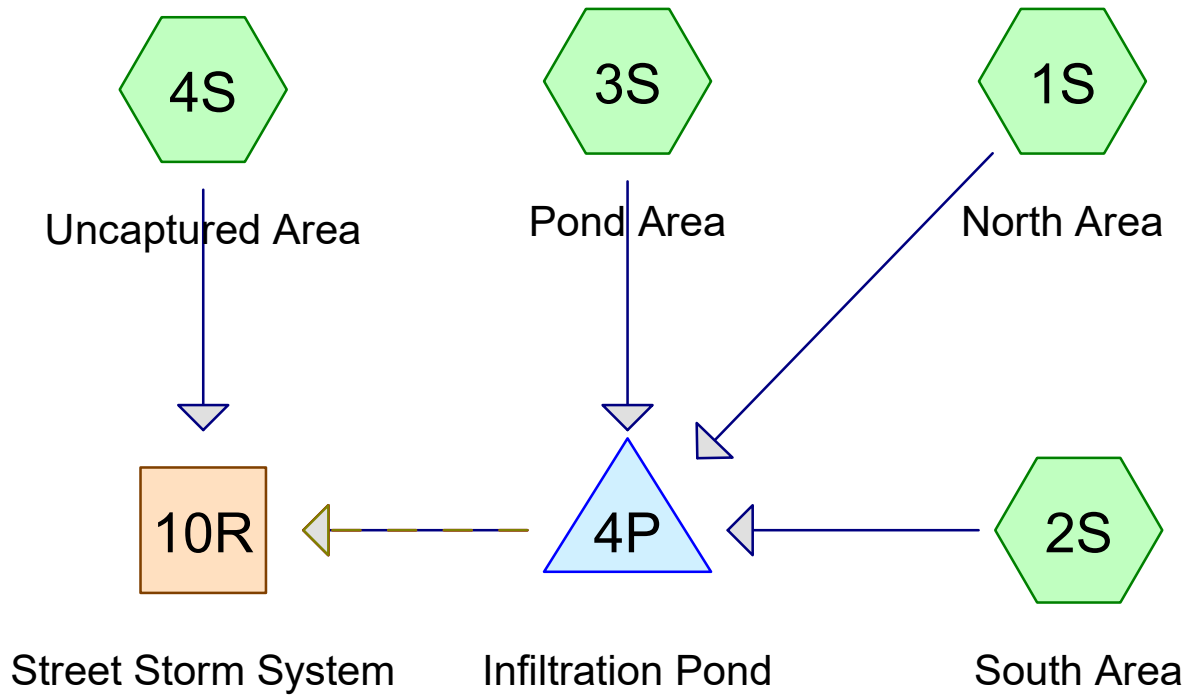 4S
3S
1S
Uncaptured Area
Pond Area
North Area
10R
4P
2S
Street Storm System
Infiltration Pond
South Area